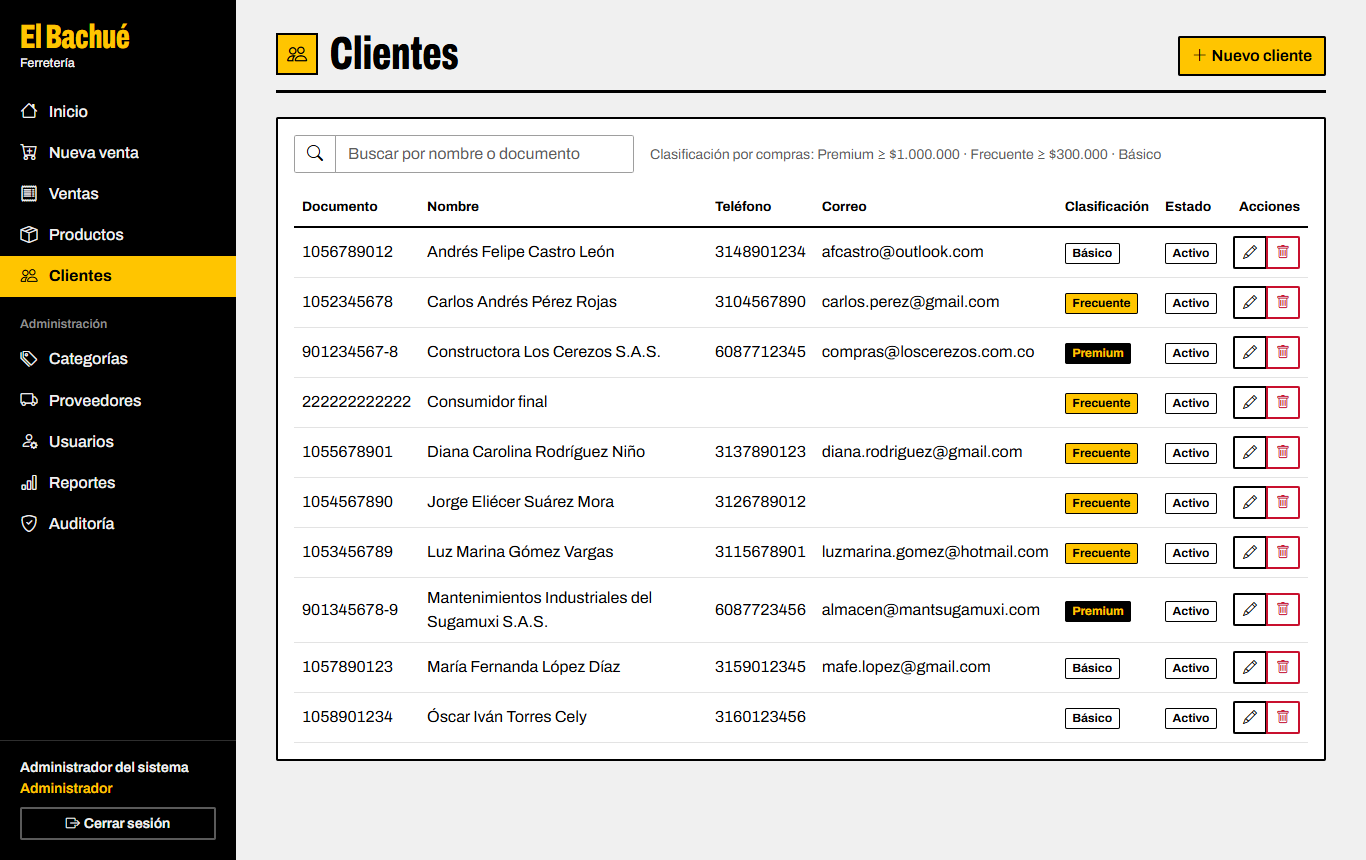 El Bachué
Ferretería
Inicio
Nueva venta
Ventas
Productos
Clientes
Administración
Categorías
Proveedores
Usuarios
Reportes
Auditoría
Administrador del sistema
Administrador
Cerrar sesión
Clientes
+ Nuevo cliente
Buscar por nombre o documento
Clasificación por compras: Premium ≥ $1.000.000 · Frecuente ≥ $300.000 · Básico
Documento Nombre Teléfono Correo Clasificación Estado Acciones
1056789012 Andrés Felipe Castro León 3148901234 afcastro@outlook.com Básico Activo
1052345678 Carlos Andrés Pérez Rojas 3104567890 carlos.perez@gmail.com Frecuente Activo
901234567-8 Constructora Los Cerezos S.A.S. 6087712345 compras@loscerezos.com.co Premium Activo
222222222222 Consumidor final Frecuente Activo
1055678901 Diana Carolina Rodríguez Niño 3137890123 diana.rodriguez@gmail.com Frecuente Activo
1054567890 Jorge Eliécer Suárez Mora 3126789012 Frecuente Activo
1053456789 Luz Marina Gómez Vargas 3115678901 luzmarina.gomez@hotmail.com Frecuente Activo
901345678-9 Mantenimientos Industriales del Sugamuxi S.A.S. 6087723456 almacen@mantsugamuxi.com Premium Activo
1057890123 María Fernanda López Díaz 3159012345 mafe.lopez@gmail.com Básico Activo
1058901234 Óscar Iván Torres Cely 3160123456 Básico Activo